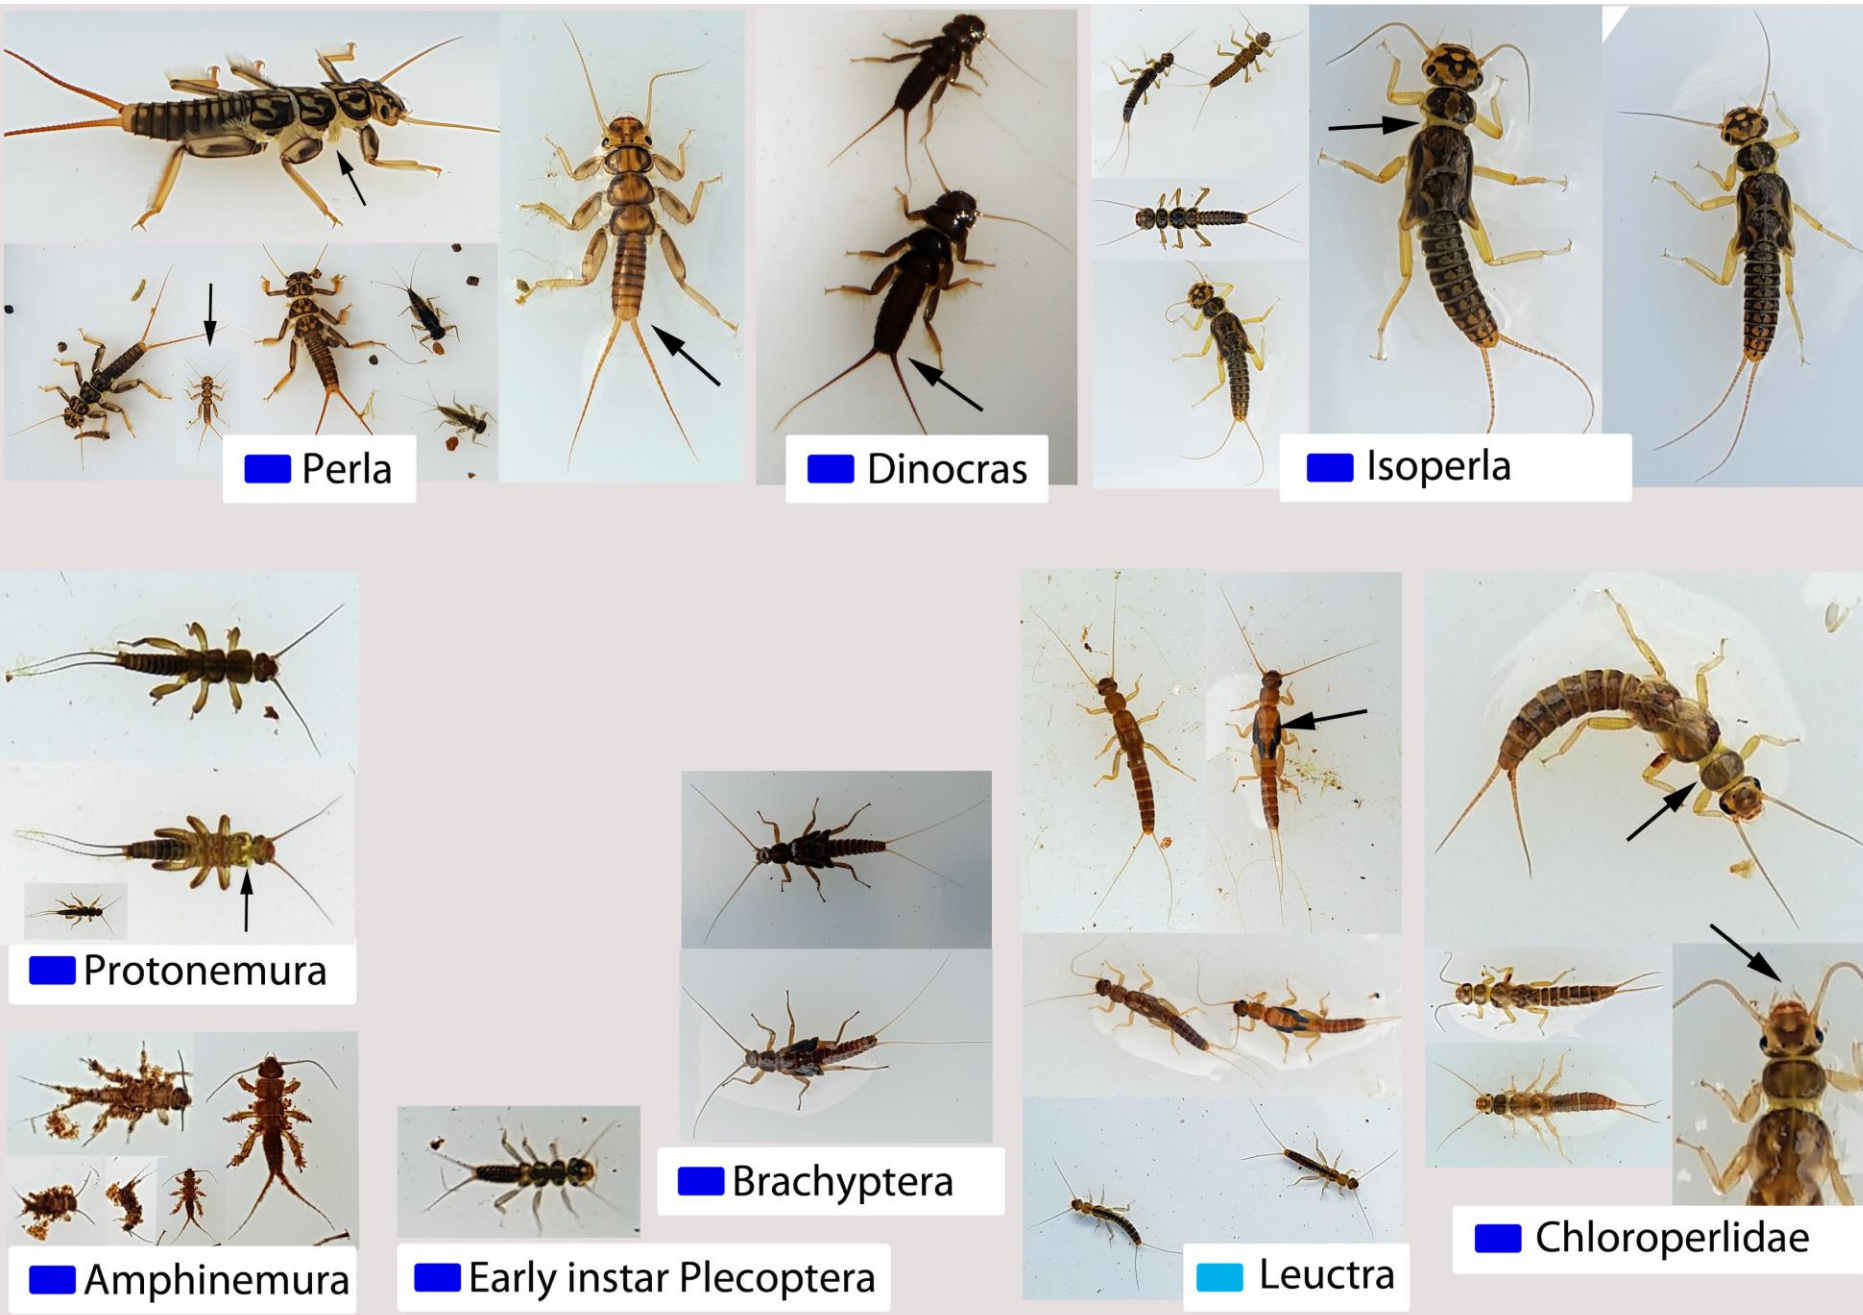 Perla
Dinocras
Isoperla
Protonemura
Brachyptera
Amphinemura
Early instar Plecoptera
Leuctra
Chloroperlidae